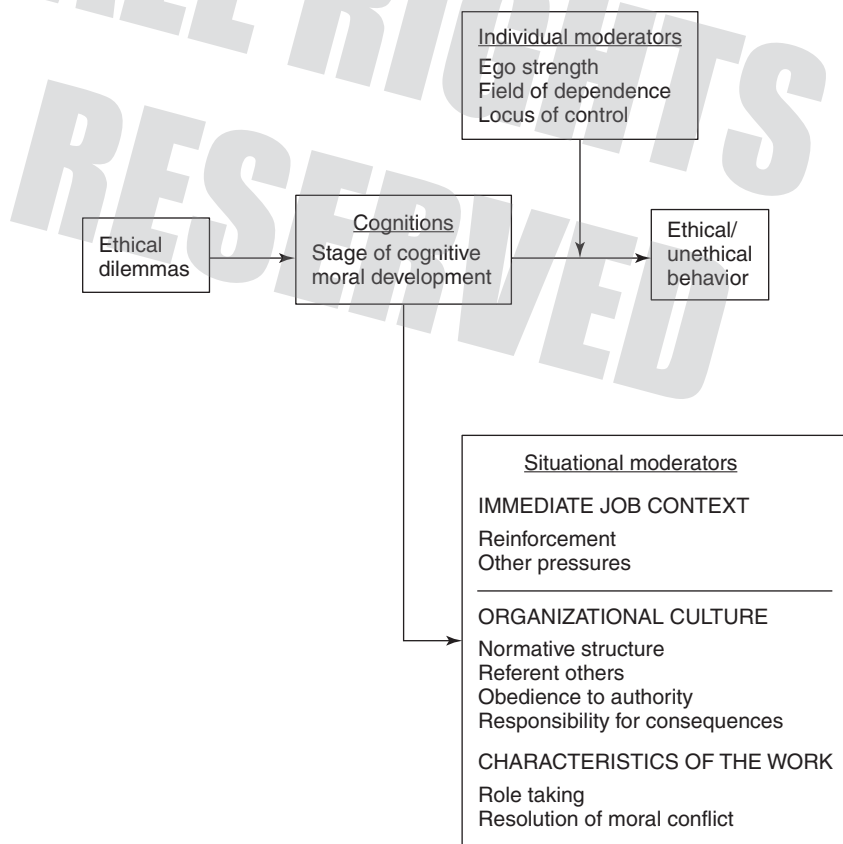 ALL RIGHTS
RESERVED
Individual moderators
Ego strength
Field of dependence
Locus of control
Ethical
dilemmas
Cognitions
Stage of cognitive
moral development
Ethical/
unethical
behavior
Situational moderators
IMMEDIATE JOB CONTEXT
Reinforcement
Other pressures
ORGANIZATIONAL CULTURE
Normative structure
Referent others
Obedience to authority
Responsibility for consequences
CHARACTERISTICS OF THE WORK
Role taking
Resolution of moral conflict